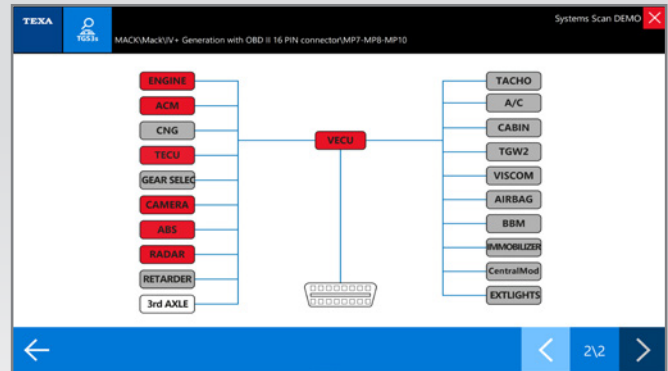 TEXA
TGS3s
Systems Scan DEMO
MACK\Mack\IV+ Generation with OBD II 16 PIN connector\MP7-MP8-MP10
ENGINE
ACM
CNG
TECU
GEAR SELEC
CAMERA
ABS
RADAR
RETARDER
3rd AXLE
VECU
TACHO
A/C
CABIN
TGW2
VISCOM
AIRBAG
BBM
IMMOBILIZER
CentralMod
EXTLIGHTS
2\2